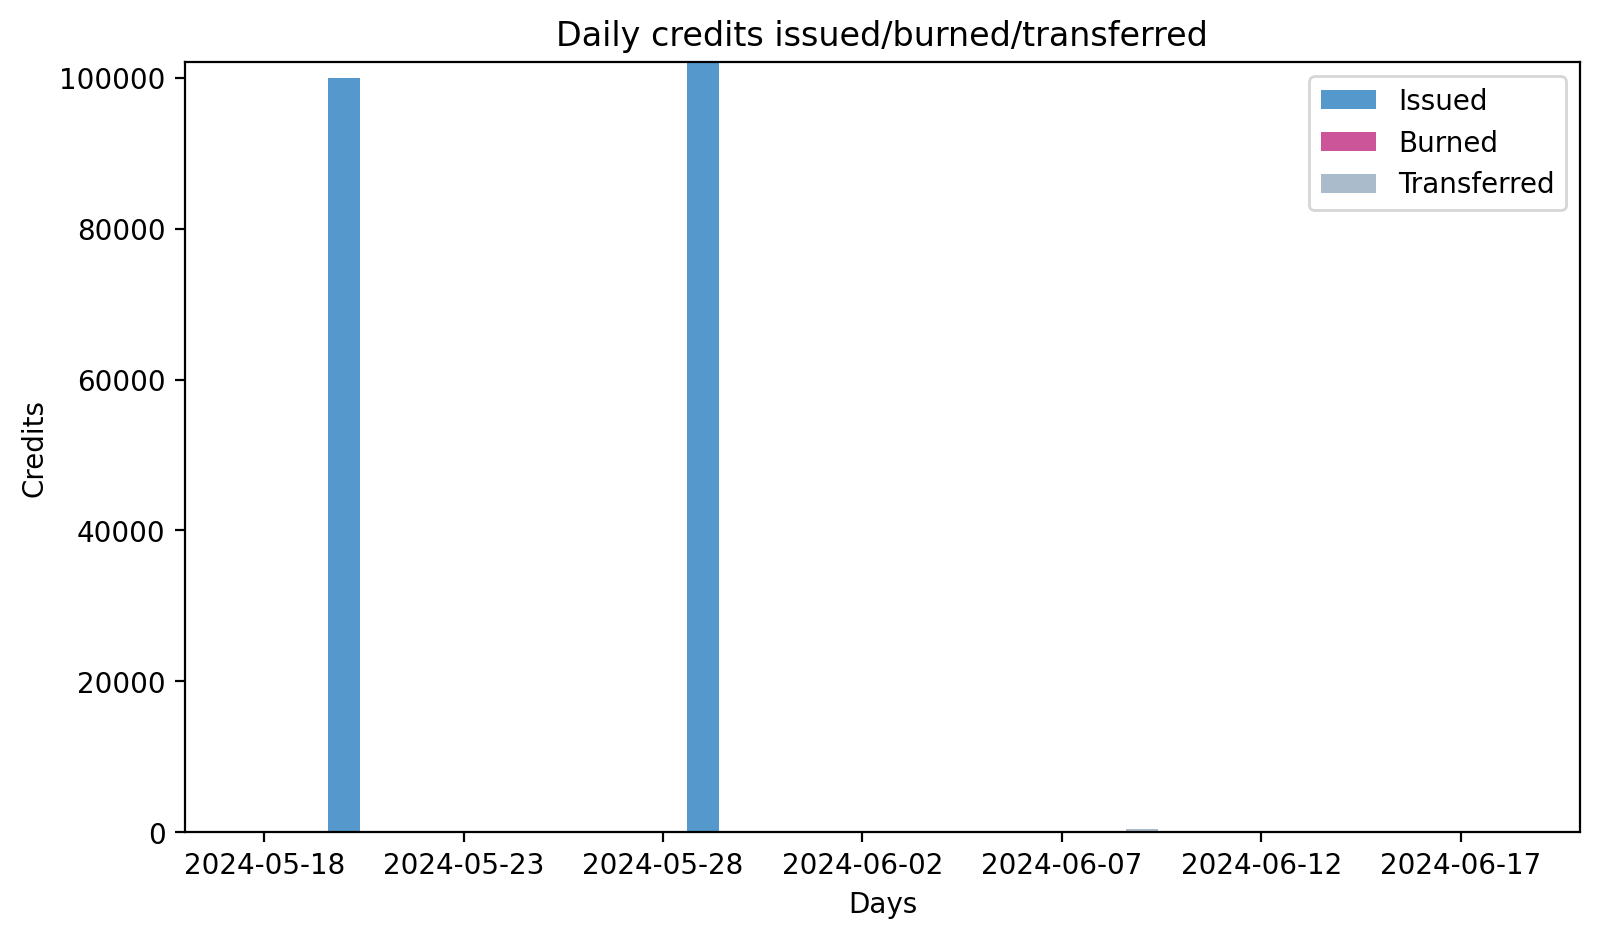 Daily credits issued/burned/transferred
Credits
100000
80000
60000
40000
20000
0
Issued
Burned
Transferred
2024-05-18 2024-05-23 2024-05-28 2024-06-02 2024-06-07 2024-06-12 2024-06-17
Days